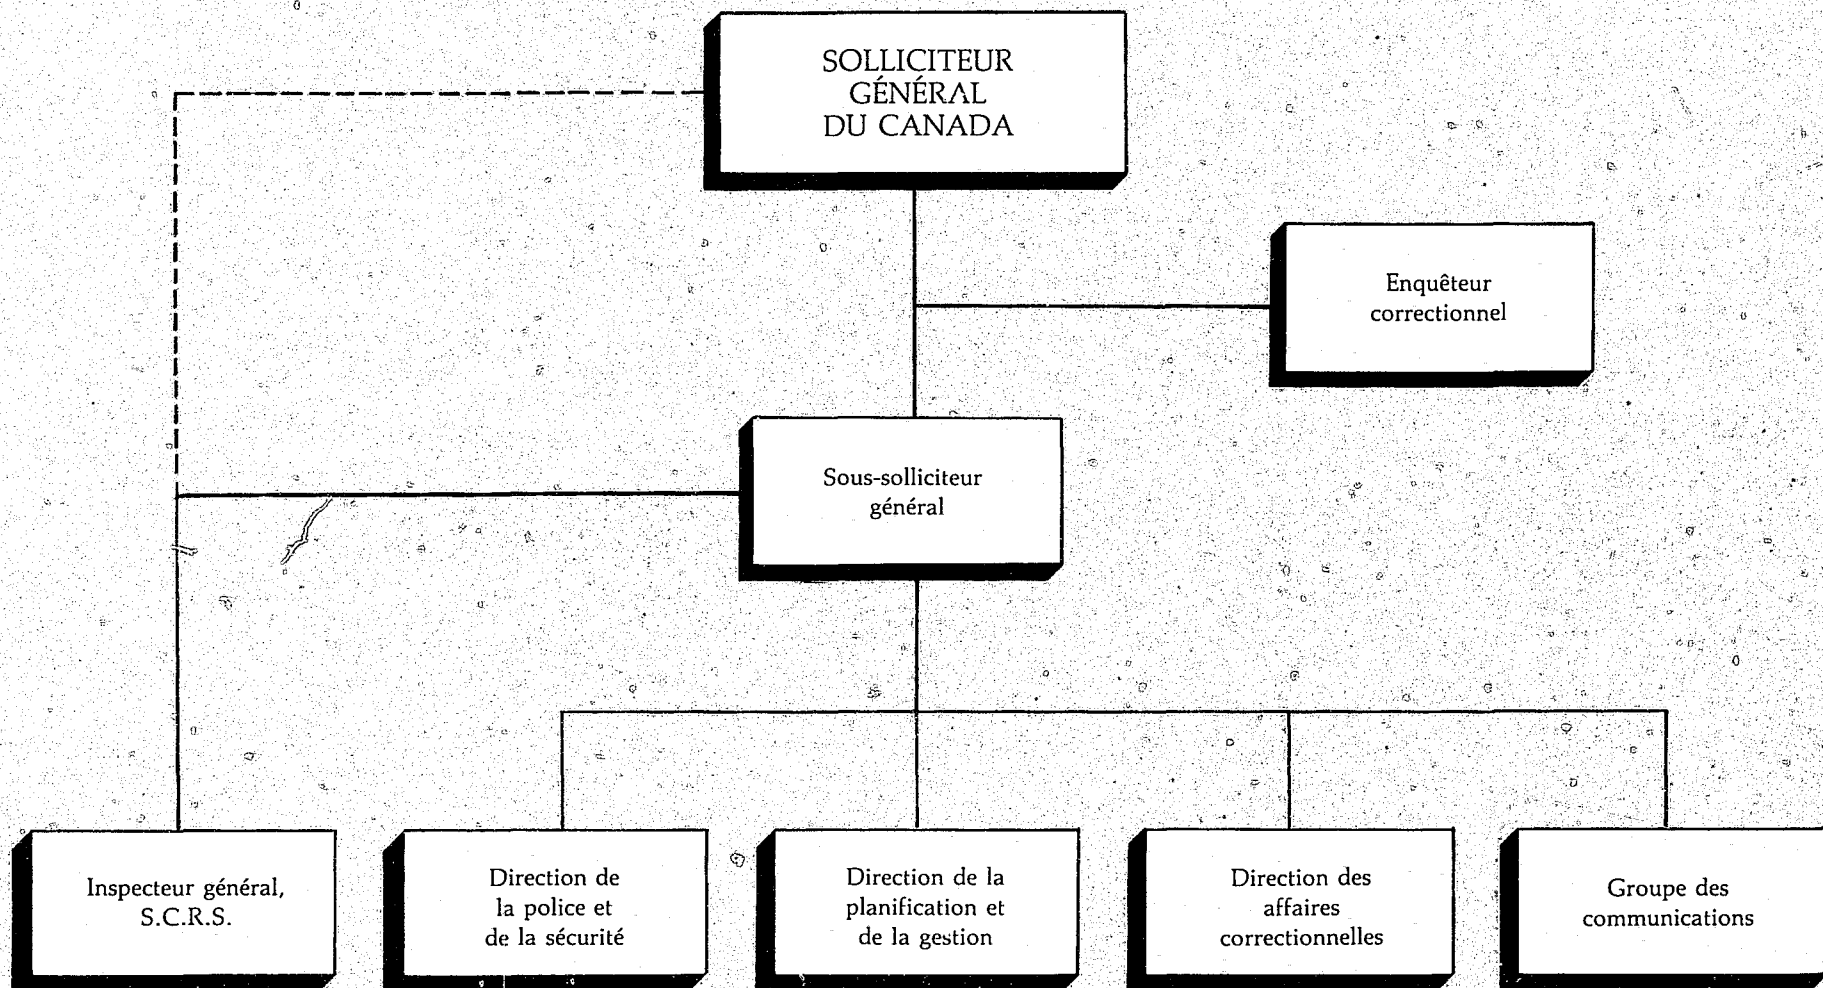 SOLLICITEUR
GÉNÉRAL
DU CANADA
Enquêteur
correctionnel
Sous-solliciteur
général
Inspecteur général,
S.C.R.S.
Direction de
la police et
de la sécurité
Direction de la
planification et
de la gestion
Direction des
affaires
correctionnelles
Groupe des
communications